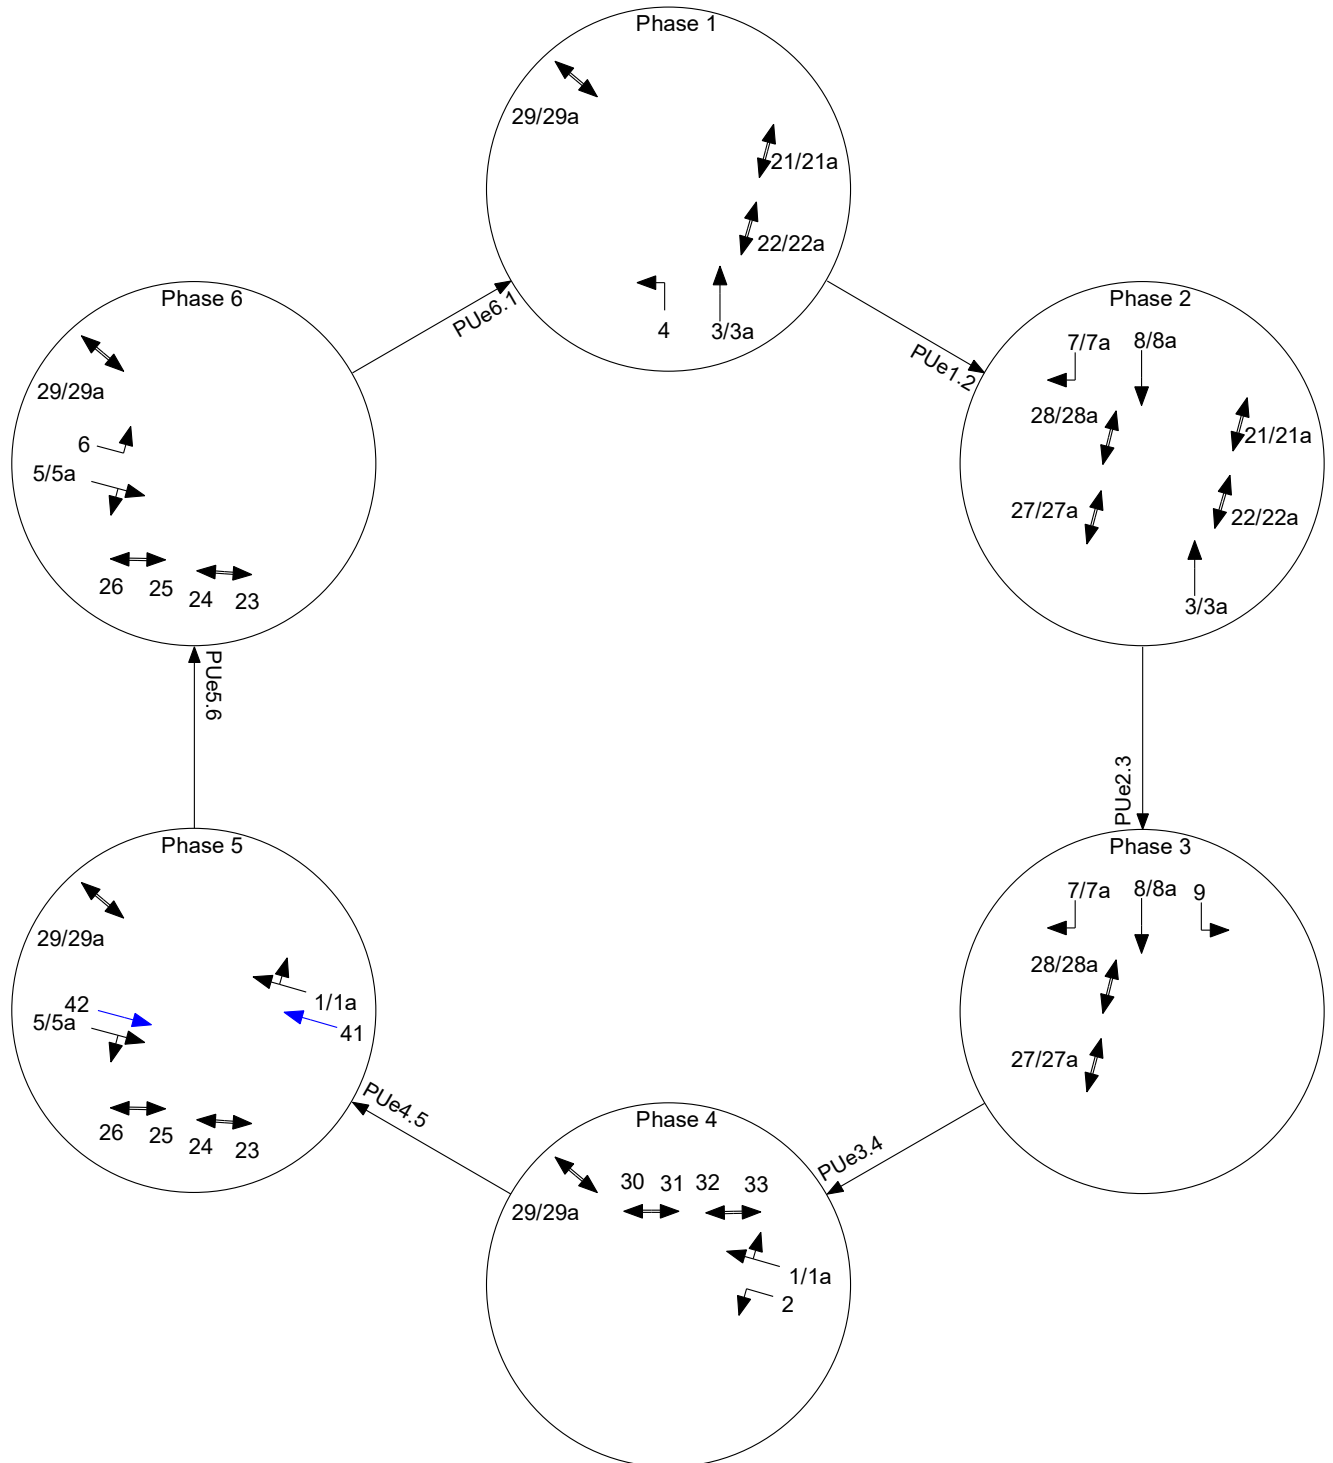 Phase 1
29/29a
21/21a
22/22a
4
3/3a
PUe6.1
PUe1.2
Phase 6
29/29a
6
5/5a
26
25
24
23
Phase 2
7/7a
8/8a
28/28a
21/21a
27/27a
22/22a
3/3a
PUe5.6
PUe2.3
Phase 5
29/29a
42
5/5a
1/1a
41
26
25
24
23
Phase 3
7/7a
8/8a
9
28/28a
27/27a
PUe4.5
PUe3.4
Phase 4
29/29a
30
31
32
33
1/1a
2